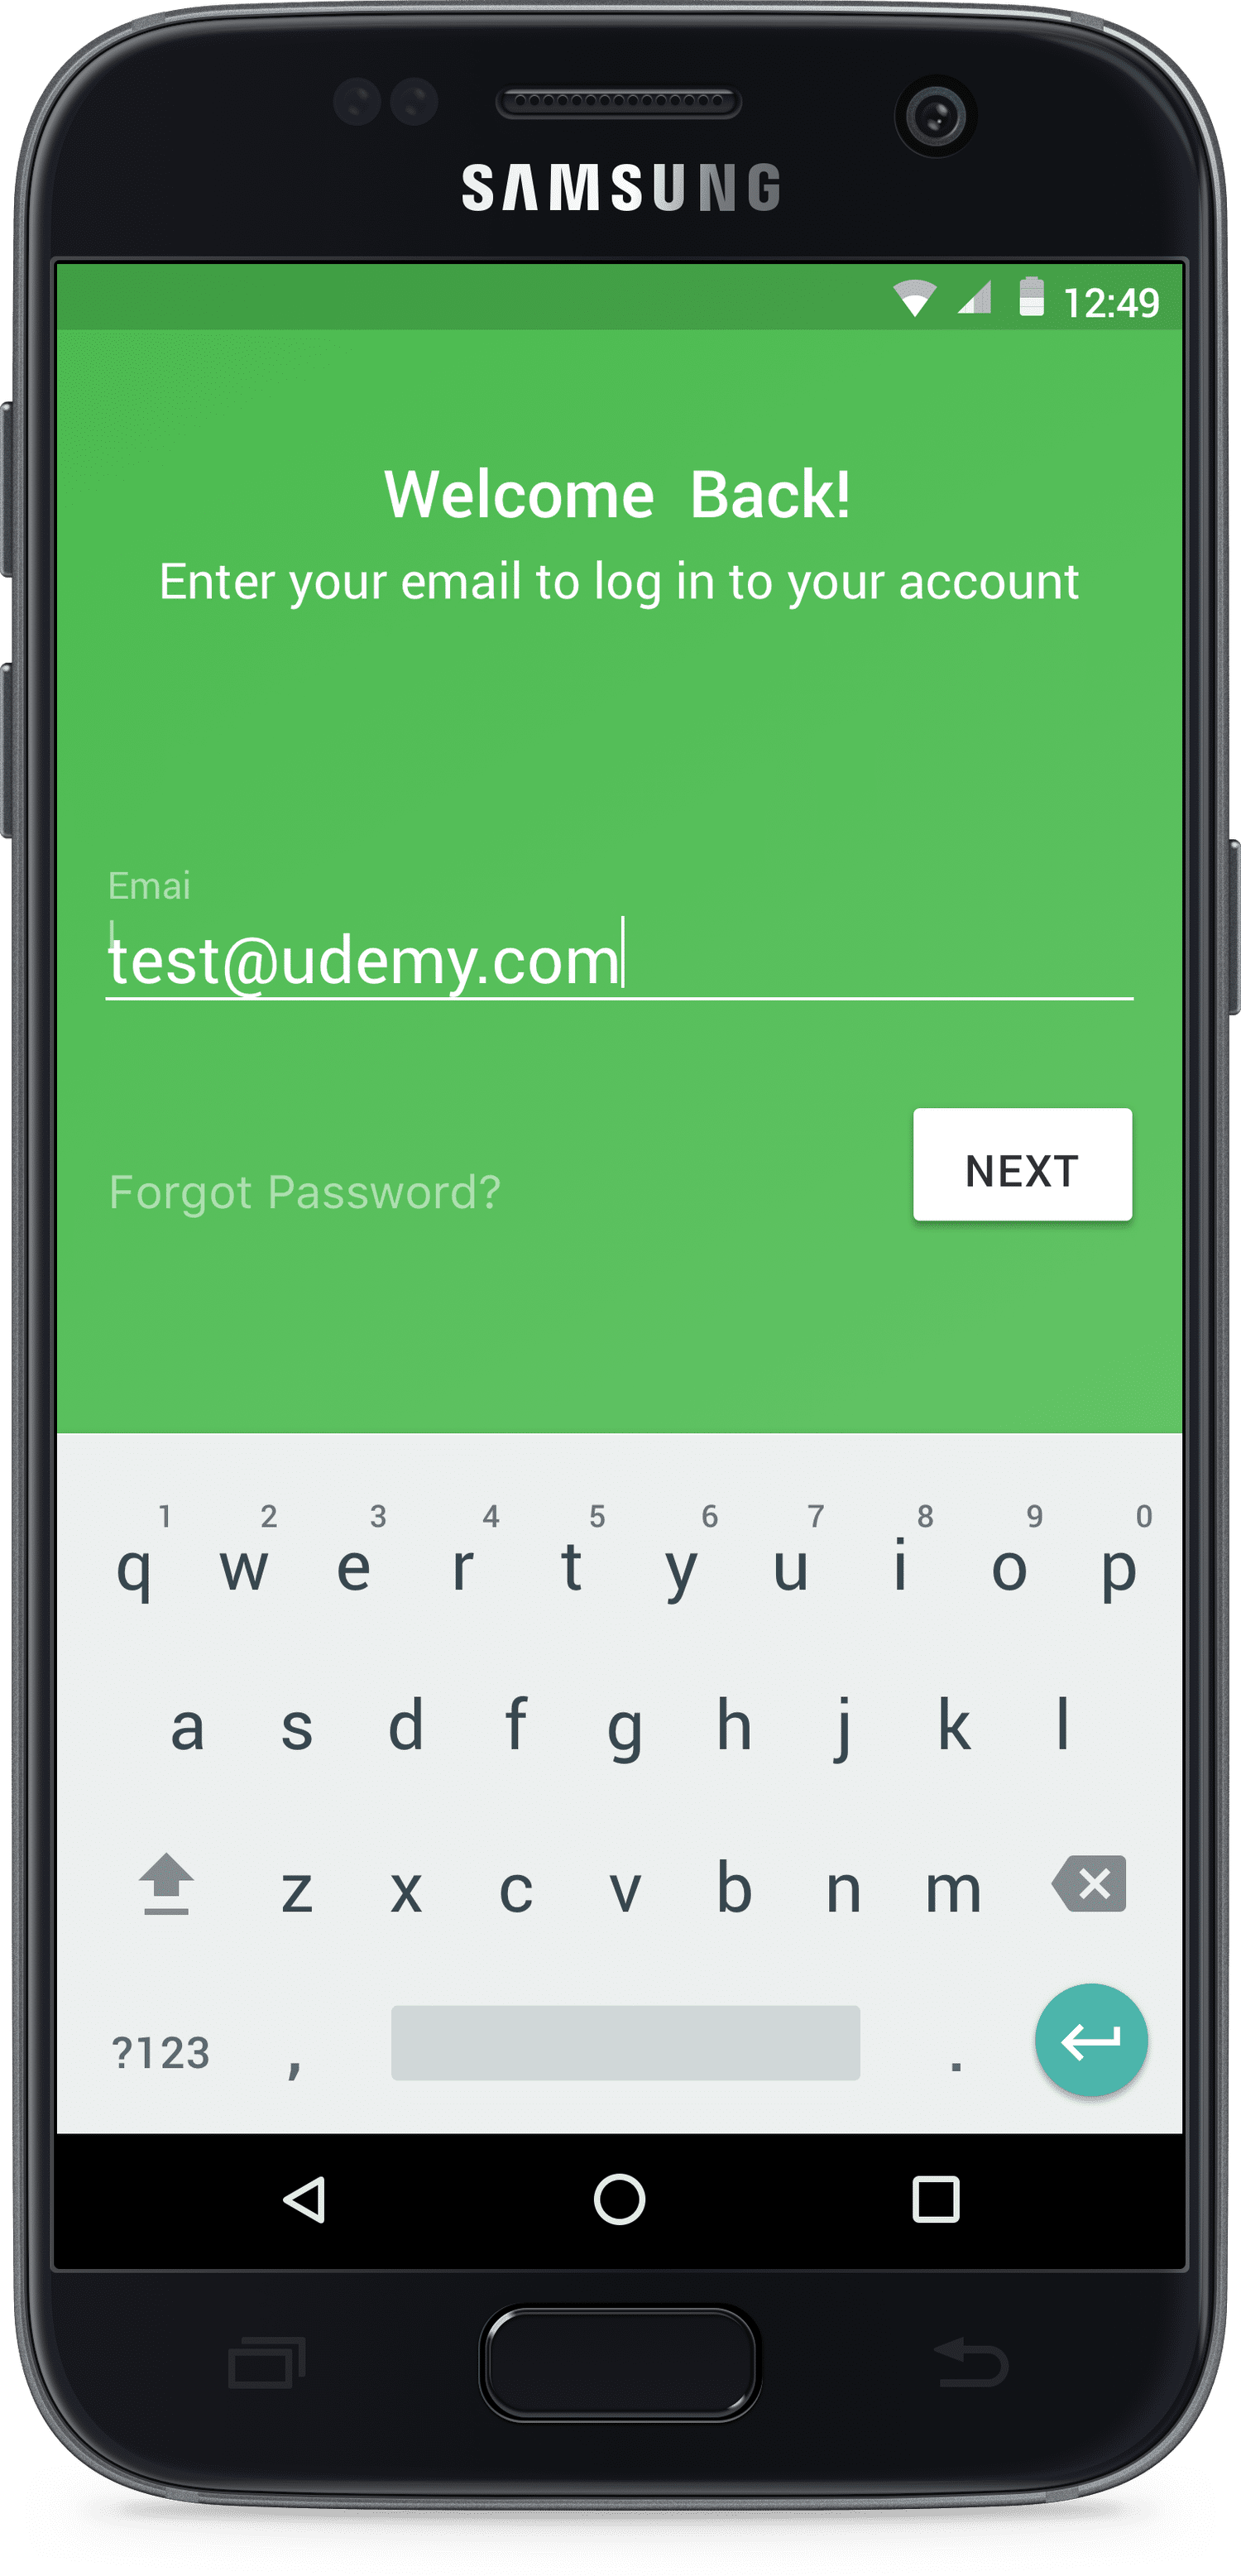 SAMSUNG
12:49
Welcome Back!
Enter your email to log in to your account
Emai
l
test@udemy.com
NEXT
Forgot Password?
1 2 3 4 5 6 7 8 9 0
q w e r t y u i o p
a s d f g h j k l
z x c v b n m
?123 , .